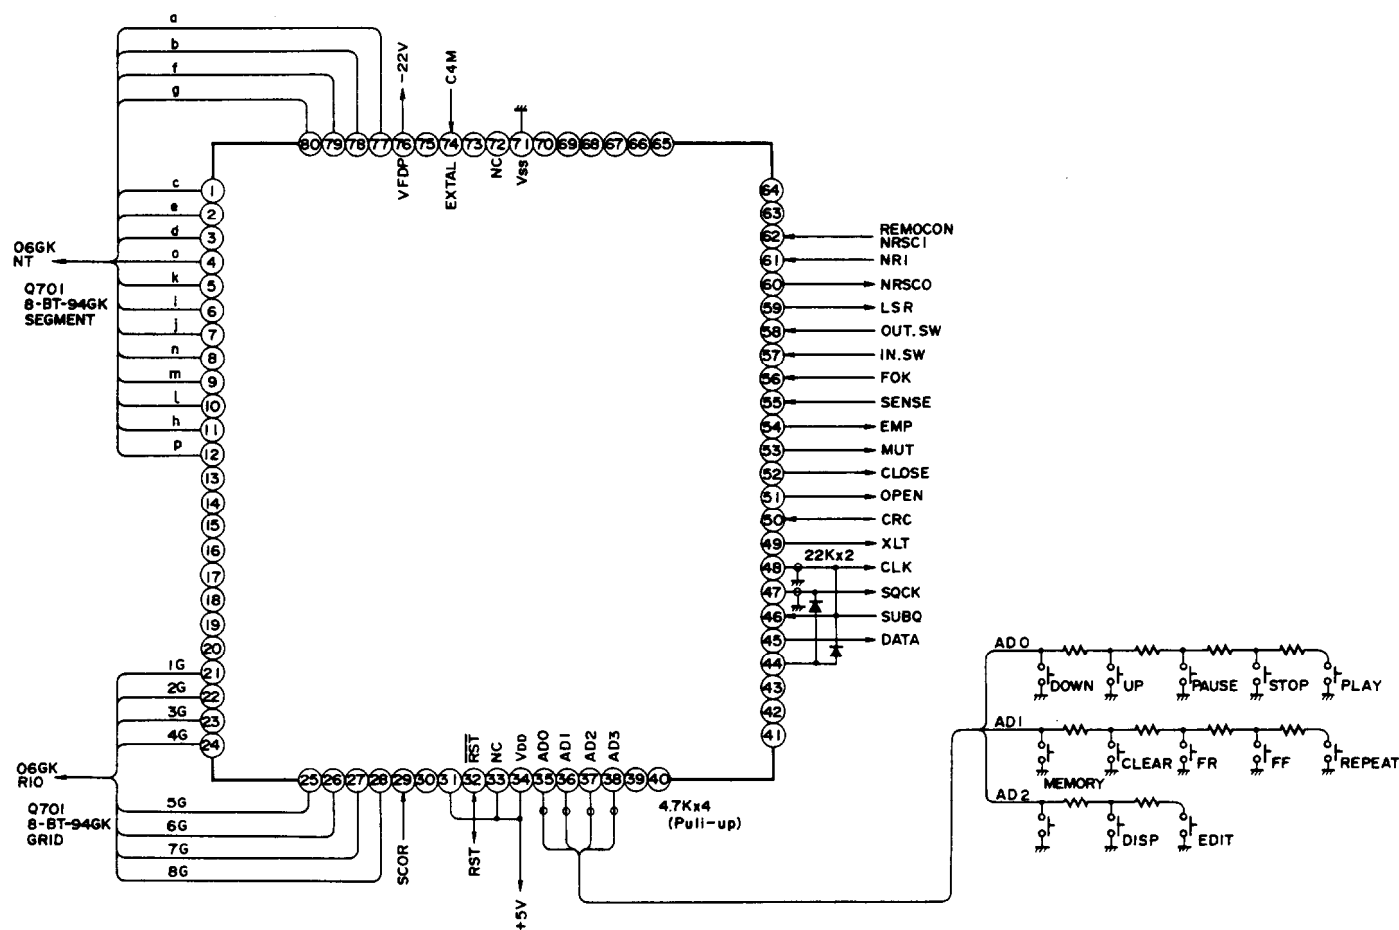 a
b
f
g
-22V
C4M
80 79 78 77 76 75 74 73 72 71 70 69 68 67 66 65
VFDP
EXTAL
NC
Vss
c 1
e 2
d 3
o 4
k 5
i 6
j 7
n 8
m 9
l 10
h 11
p 12
13
14
15
16
17
18
19
20
1G 21
2G 22
3G 23
4G 24
06GK
NT
Q701
8-BT-94GK
SEGMENT
06GK
RIO
Q701
8-BT-94GK
GRID
64
63
62 REMOCON
NRSCI
61 NRI
60 NRSCO
59 LSR
58 OUT.SW
57 IN.SW
56 FOK
55 SENSE
54 EMP
53 MUT
52 CLOSE
51 OPEN
50 CRC
49 XLT
22Kx2
48 CLK
47 SQCK
46 SUBQ
45 DATA
44
43
42
41
RST
NC
VDD
AD0
AD1
AD2
AD3
25 26 27 28 29 30 31 32 33 34 35 36 37 38 39 40
5G
6G
7G
8G
SCOR
RST
+5V
4.7Kx4
(Pull-up)
AD0
DOWN UP PAUSE STOP PLAY
AD1
MEMORY CLEAR FR FF REPEAT
AD2
DISP EDIT